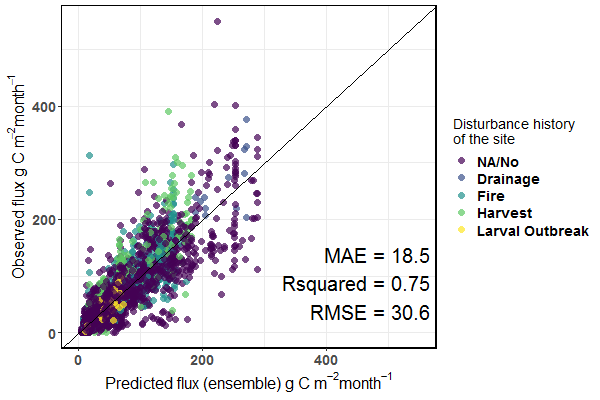 Observed flux g C m⁻²month⁻¹
400
200
0
0
200
400
Predicted flux (ensemble) g C m⁻²month⁻¹
MAE = 18.5
Rsquared = 0.75
RMSE = 30.6
Disturbance history
of the site
NA/No
Drainage
Fire
Harvest
Larval Outbreak